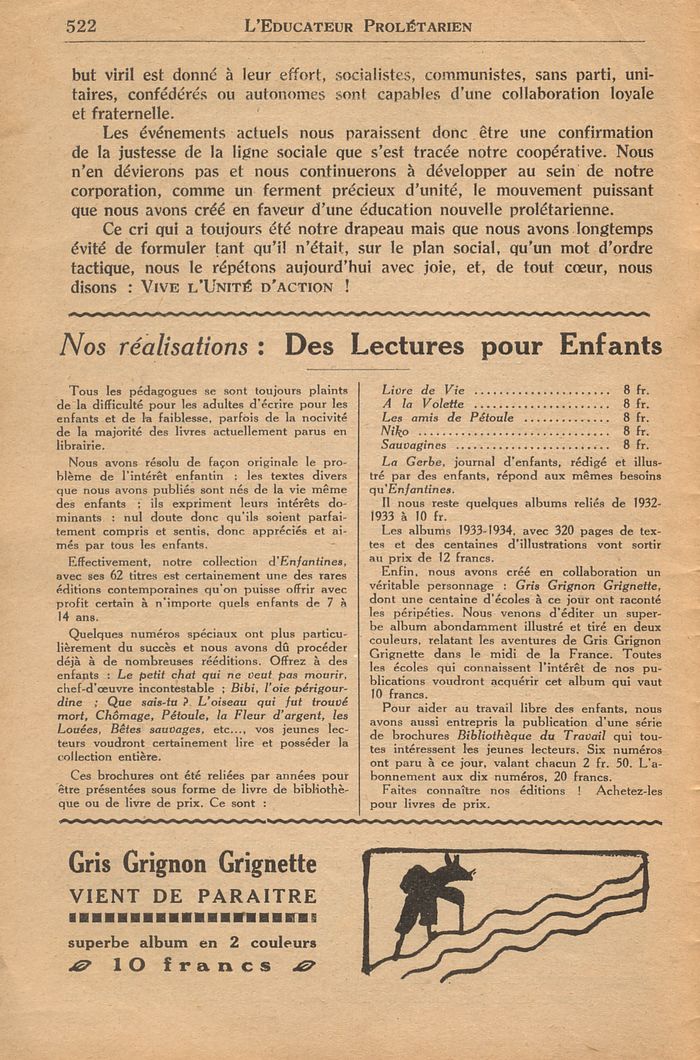 522 L'EDUCATEUR PROLÉTARIEN
but viril est donné à leur effort, socialistes, communistes, sans parti, uni-
taires, confédérés ou autonomes sont capables d'une collaboration loyale
et fraternelle.
Les événements actuels nous paraissent donc être une confirmation
de la justesse de la ligne sociale que s'est tracée notre coopérative. Nous
n'en dévierons pas et nous continuerons à développer au sein de notre
corporation, comme un ferment précieux d'unité, le mouvement puissant
que nous avons créé en faveur d'une éducation nouvelle prolétarienne.
Ce cri qui a toujours été notre drapeau mais que nous avons longtemps
évité de formuler tant qu'il n'était, sur le plan social, qu'un mot d'ordre
tactique, nous le répétons aujourd'hui avec joie, et, de tout cœur, nous
disons : VIVE L'UNITÉ D'ACTION !
Nos réalisations : Des Lectures pour Enfants
Tous les pédagogues se sont toujours plaints
de la difficulté pour les adultes d'écrire pour les
enfants et de la faiblesse, parfois de la nocivité
de la majorité des livres actuellement parus en
librairie.
Nous avons résolu de façon originale le pro-
blème de l'intérêt enfantin : les textes divers
que nous avons publiés sont nés de la vie même
des enfants ; ils expriment leurs intérêts do-
minants : nul doute donc qu'ils soient parfai-
tement compris et sentis, donc appréciés et ai-
més par tous les enfants.
Effectivement, notre collection d'Enfantines,
avec ses 62 titres est certainement une des rares
éditions contemporaines qu'on puisse offrir avec
profit certain à n'importe quels enfants de 7 à
14 ans.
Quelques numéros spéciaux ont plus particu-
lièrement du succès et nous avons dû procéder
déjà à de nombreuses rééditions. Offrez à des
enfants : Le petit chat qui ne veut pas mourir,
chef-d'œuvre incontestable ; Bibi, l'oie périgour-
dine ; Que sais-tu ? L'oiseau qui fut trouvé
mort, Chômage, Pétoule, la Fleur d'argent, les
Louées, Bêtes sauvages, etc..., vos jeunes lec-
teurs voudront certainement lire et posséder la
collection entière.
Ces brochures ont été reliées par années pour
être présentées sous forme de livre de bibliothè-
que ou de livre de prix. Ce sont :
Livre de Vie ...................... 8 fr.
A la Volette ...................... 8 fr.
Les amis de Pétoule .............. 8 fr.
Niko ............................... 8 fr.
Sauvagines ......................... 8 fr.
La Gerbe, journal d'enfants, rédigé et illus-
tré par des enfants, répond aux mêmes besoins
qu'Enfantines.
Il nous reste quelques albums reliés de 1932-
1933 à 10 fr.
Les albums 1933-1934, avec 320 pages de tex-
tes et des centaines d'illustrations vont sortir
au prix de 12 francs.
Enfin, nous avons créé en collaboration un
véritable personnage : Gris Grignon Grignette,
dont une centaine d'écoles à ce jour ont raconté
les péripéties. Nous venons d'éditer un super-
be album abondamment illustré et tiré en deux
couleurs, relatant les aventures de Gris Grignon
Grignette dans le midi de la France. Toutes
les écoles qui connaissent l'intérêt de nos pu-
blications voudront acquérir cet album qui vaut
10 francs.
Pour aider au travail libre des enfants, nous
avons aussi entrepris la publication d'une série
de brochures Bibliothèque du Travail qui tou-
tes intéressent les jeunes lecteurs. Six numéros
ont paru à ce jour, valant chacun 2 fr. 50. L'a-
bonnement aux dix numéros, 20 francs.
Faites connaître nos éditions ! Achetez-les
pour livres de prix.
Gris Grignon Grignette
VIENT DE PARAITRE
superbe album en 2 couleurs
10 francs